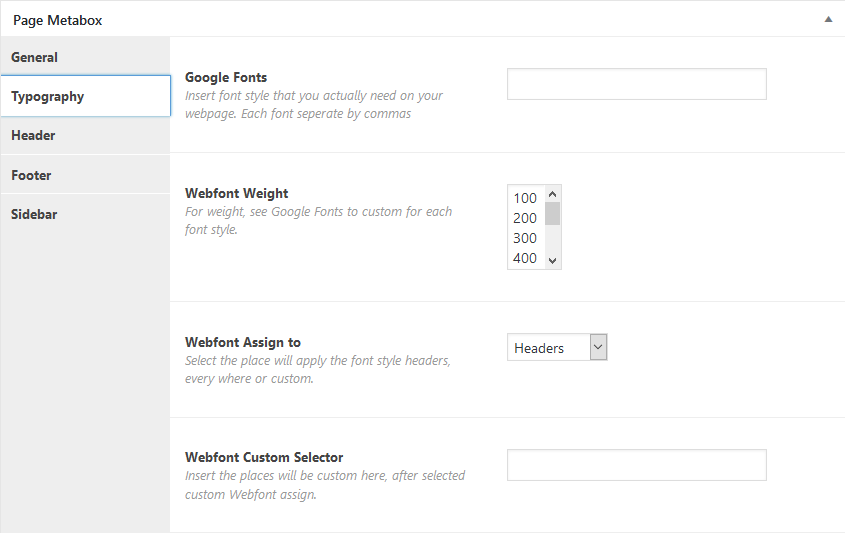 Page Metabox
General
Typography
Header
Footer
Sidebar
Google Fonts
Insert font style that you actually need on your
webpage. Each font seperate by commas
Webfont Weight
For weight, see Google Fonts to custom for each
font style.
100
200
300
400
Webfont Assign to
Select the place will apply the font style headers,
every where or custom.
Headers
Webfont Custom Selector
Insert the places will be custom here, after selected
custom Webfont assign.